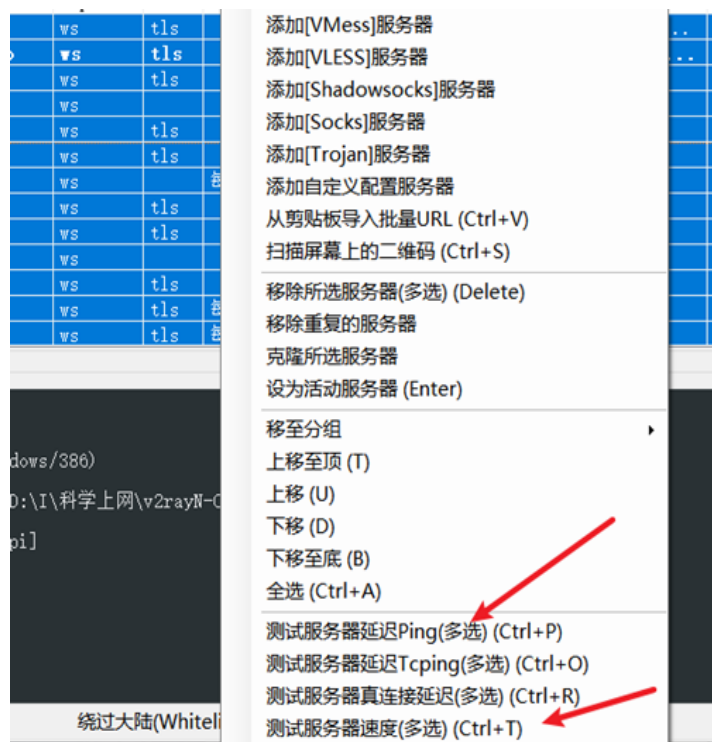 ws tls
ws tls
ws tls
ws
ws tls
ws tls
ws
ws tls
ws tls
ws
ws tls
ws tls
ws tls
dows/386)
D:\I\科学上网\v2rayN-C
pi]
绕过大陆(Whiteli
添加[VMess]服务器
添加[VLESS]服务器
添加[Shadowsocks]服务器
添加[Socks]服务器
添加[Trojan]服务器
添加自定义配置服务器
从剪贴板导入批量URL (Ctrl+V)
扫描屏幕上的二维码 (Ctrl+S)
移除所选服务器(多选) (Delete)
移除重复的服务器
克隆所选服务器
设为活动服务器 (Enter)
移至分组
上移至顶 (T)
上移 (U)
下移 (D)
下移至底 (B)
全选 (Ctrl+A)
测试服务器延迟Ping(多选) (Ctrl+P)
测试服务器延迟Tcping(多选) (Ctrl+O)
测试服务器真连接延迟(多选) (Ctrl+R)
测试服务器速度(多选) (Ctrl+T)